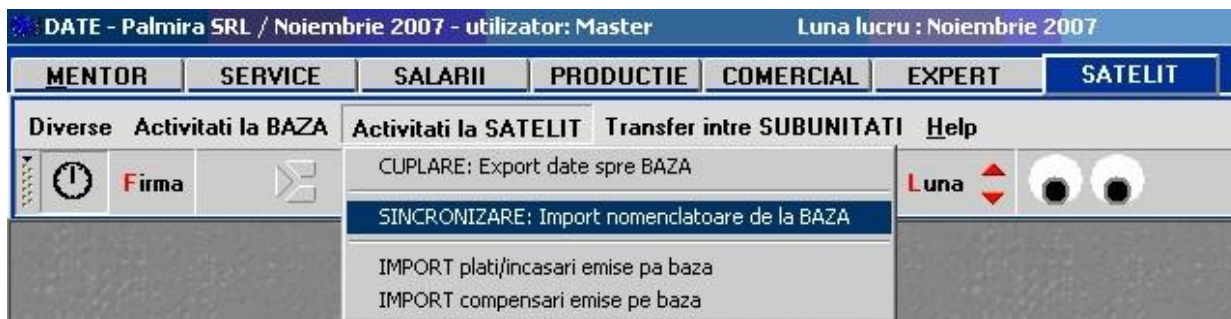 DATE - Palmira SRL / Noiembrie 2007 - utilizator: Master Luna lucru : Noiembrie 2007
MENTOR SERVICE SALARII PRODUCTIE COMERCIAL EXPERT SATELIT
Diverse Activitati la BAZA Activitati la SATELIT Transfer intre SUBUNITATI Help
Firma
CUPLARE: Export date spre BAZA
Luna
SINCRONIZARE: Import nomenclatoare de la BAZA
IMPORT plati/incasari emise pa baza
IMPORT compensari emise pe baza